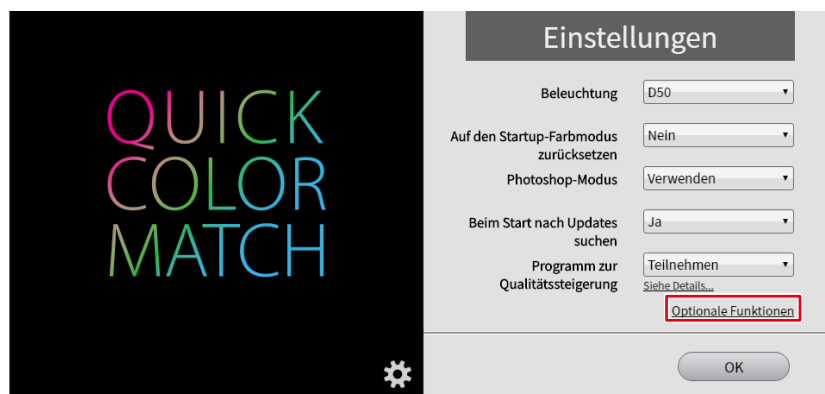 QUICK
COLOR
MATCH
Einstellungen
Beleuchtung
D50
Auf den Startup-Farbmodus
zurücksetzen
Nein
Photoshop-Modus
Verwenden
Beim Start nach Updates
suchen
Ja
Programm zur
Qualitätssteigerung
Teilnehmen
Siehe Details...
Optionale Funktionen
OK